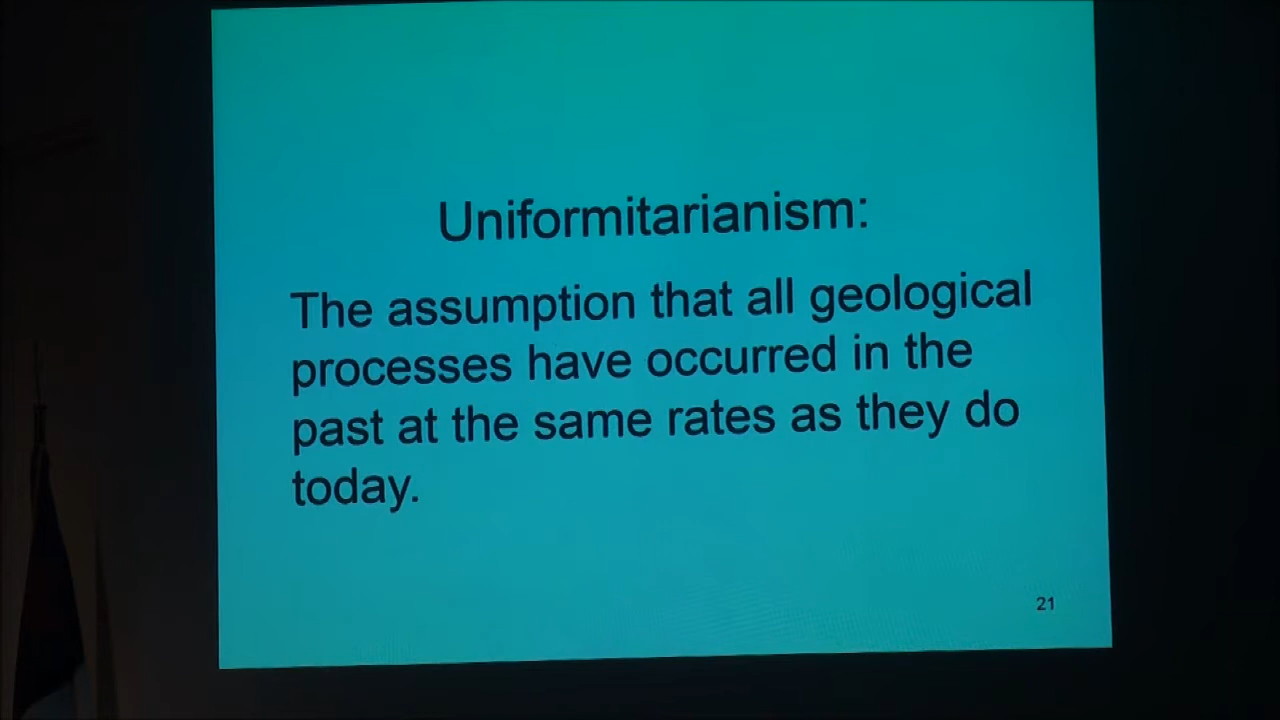 Uniformitarianism:
The assumption that all geological
processes have occurred in the
past at the same rates as they do
today.
21